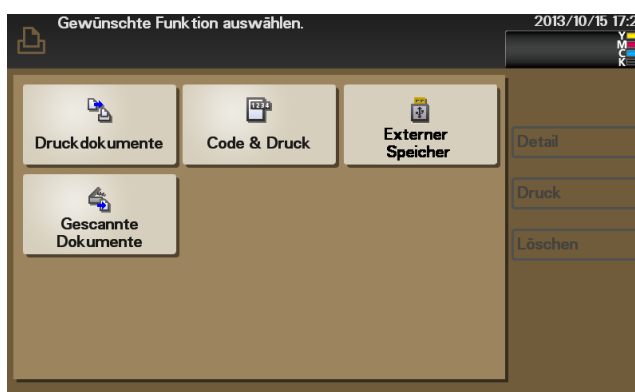 Gewünschte Funktion auswählen.
2013/10/15 17:2
Y
M
C
K
Druckdokumente
Code & Druck
Externer
Speicher
Gescannte
Dokumente
Detail
Druck
Löschen
1234